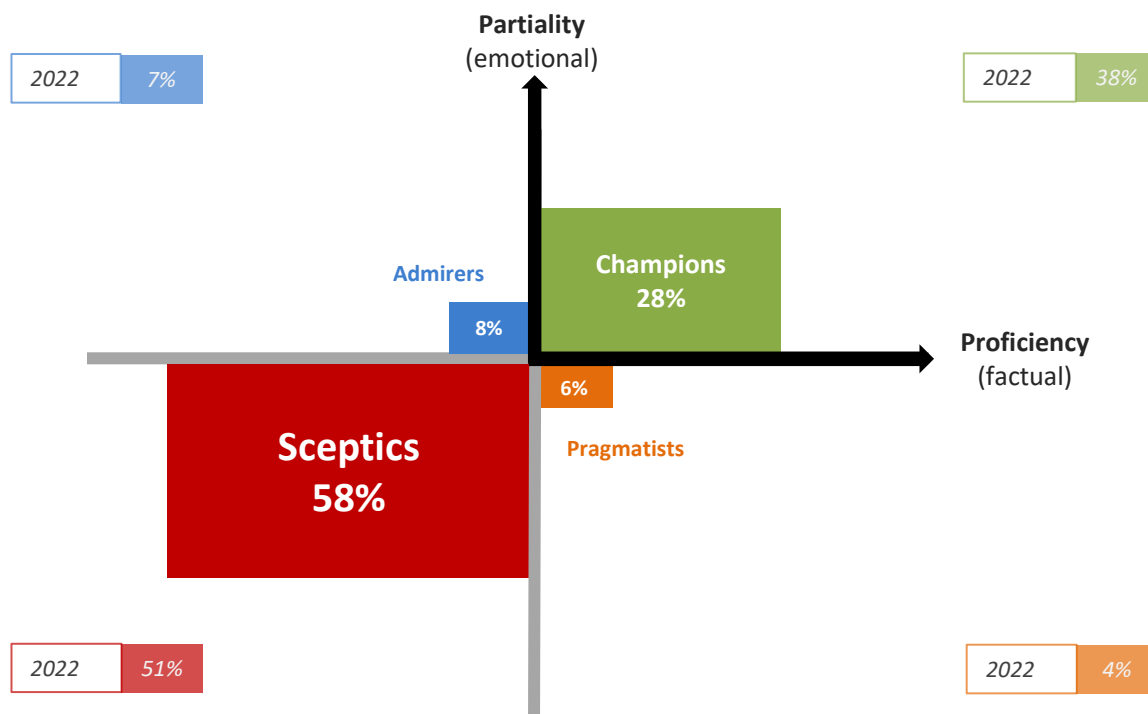 Partiality
(emotional)
2022 7%
2022 38%
Admirers
8%
Champions
28%
Proficiency
(factual)
6%
Pragmatists
Sceptics
58%
2022 51%
2022 4%